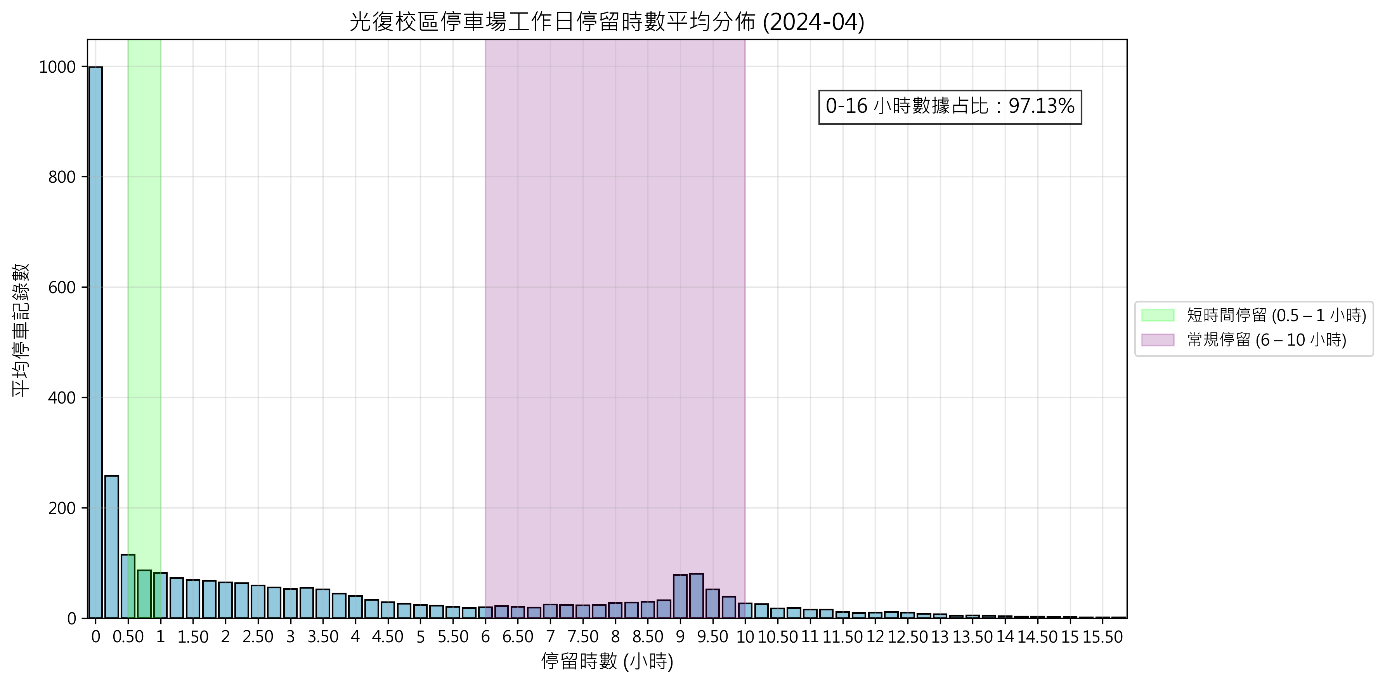 光復校區停車場工作日停留時數平均分佈 (2024-04)
1000
800
600
400
200
0
平均停車記錄數
0-16 小時數據占比：97.13%
短時間停留 (0.5 – 1 小時)
常規停留 (6 – 10 小時)
0 0.50 1 1.50 2 2.50 3 3.50 4 4.50 5 5.50 6 6.50 7 7.50 8 8.50 9 9.50 10 10.50 11 11.50 12 12.50 13 13.50 14 14.50 15 15.50
停留時數 (小時)